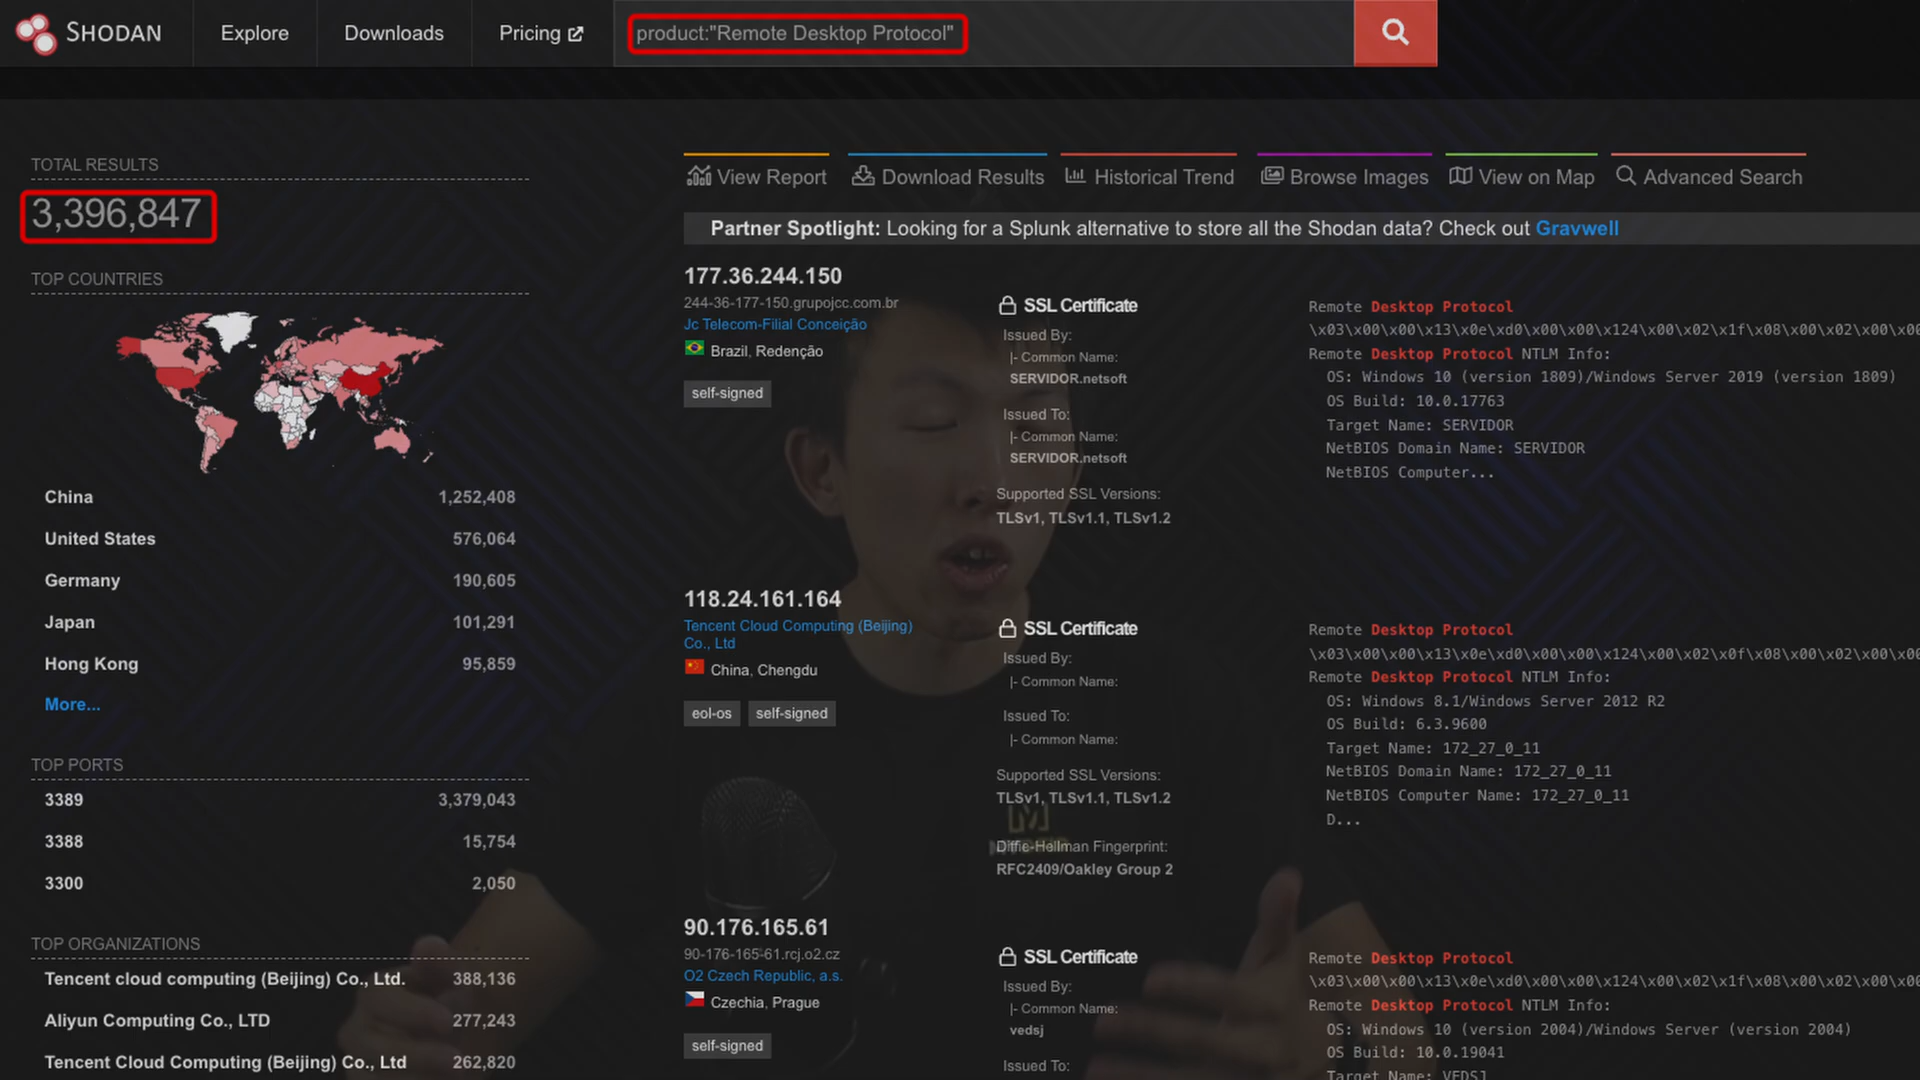 SHODAN
Explore
Downloads
Pricing
product:"Remote Desktop Protocol"
TOTAL RESULTS
3,396,847
TOP COUNTRIES
China 1,252,408
United States 576,064
Germany 190,605
Japan 101,291
Hong Kong 95,859
More...
TOP PORTS
3389 3,379,043
3388 15,754
3300 2,050
TOP ORGANIZATIONS
Tencent cloud computing (Beijing) Co., Ltd. 388,136
Aliyun Computing Co., LTD 277,243
Tencent Cloud Computing (Beijing) Co., Ltd 262,820
View Report
Download Results
Historical Trend
Browse Images
View on Map
Advanced Search
Partner Spotlight: Looking for a Splunk alternative to store all the Shodan data? Check out Gravwell
177.36.244.150
244-36-177-150.grupojcc.com.br
Jc Telecom-Filial Conceição
Brazil, Redenção
self-signed
SSL Certificate
Issued By:
|- Common Name:
SERVIDOR.netsoft
Issued To:
|- Common Name:
SERVIDOR.netsoft
Supported SSL Versions:
TLSv1, TLSv1.1, TLSv1.2
Remote Desktop Protocol
\x03\x00\x00\x13\x0e\xd0\x00\x00\x124\x00\x02\x1f\x08\x00\x02\x00\x00
Remote Desktop Protocol NTLM Info:
OS: Windows 10 (version 1809)/Windows Server 2019 (version 1809)
OS Build: 10.0.17763
Target Name: SERVIDOR
NetBIOS Domain Name: SERVIDOR
NetBIOS Computer...
118.24.161.164
Tencent Cloud Computing (Beijing)
Co., Ltd
China, Chengdu
eol-os
self-signed
SSL Certificate
Issued By:
|- Common Name:
Issued To:
|- Common Name:
Supported SSL Versions:
TLSv1, TLSv1.1, TLSv1.2
Diffie-Hellman Fingerprint:
RFC2409/Oakley Group 2
Remote Desktop Protocol
\x03\x00\x00\x13\x0e\xd0\x00\x00\x124\x00\x02\x0f\x08\x00\x02\x00\x00
Remote Desktop Protocol NTLM Info:
OS: Windows 8.1/Windows Server 2012 R2
OS Build: 6.3.9600
Target Name: 172_27_0_11
NetBIOS Domain Name: 172_27_0_11
NetBIOS Computer Name: 172_27_0_11
D...
90.176.165.61
90-176-165-61.rcj.o2.cz
O2 Czech Republic, a.s.
Czechia, Prague
self-signed
SSL Certificate
Issued By:
|- Common Name:
vedsj
Issued To:
Remote Desktop Protocol
\x03\x00\x00\x13\x0e\xd0\x00\x00\x124\x00\x02\x1f\x08\x00\x02\x00\x00
Remote Desktop Protocol NTLM Info:
OS: Windows 10 (version 2004)/Windows Server (version 2004)
OS Build: 10.0.19041
Target Name: VEDSJ